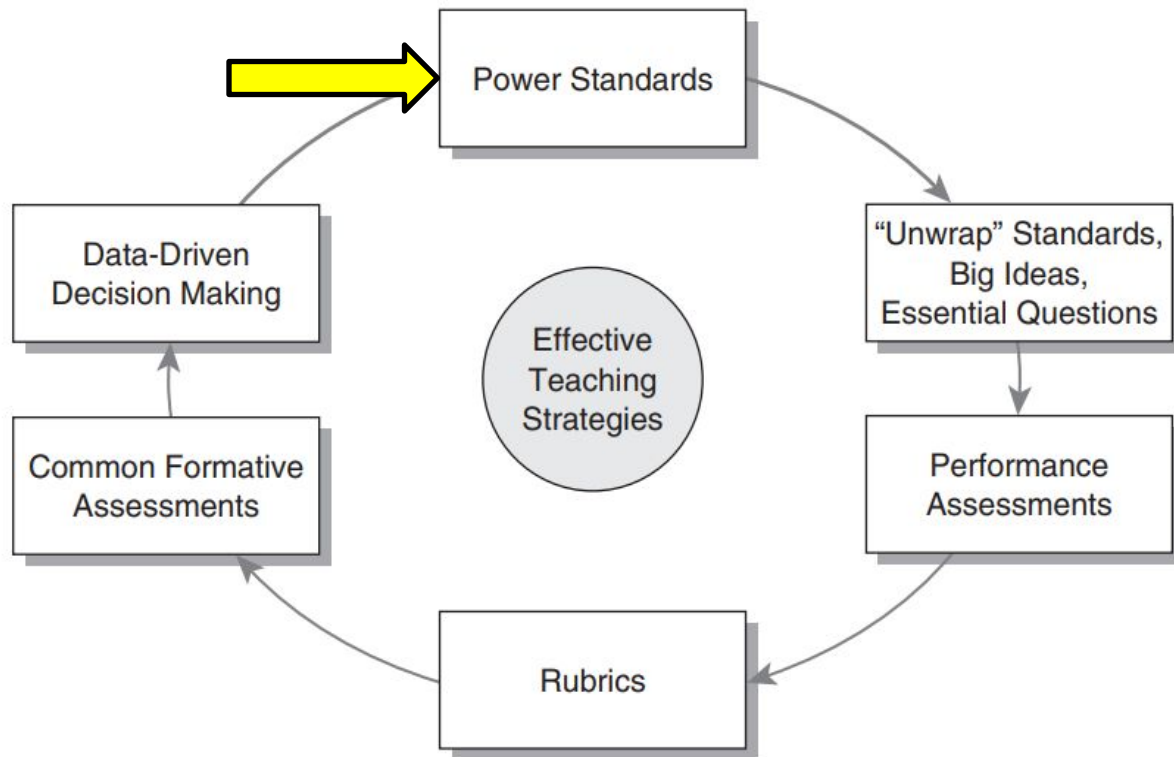 Power Standards
“Unwrap” Standards,
Big Ideas,
Essential Questions
Performance
Assessments
Rubrics
Common Formative
Assessments
Data-Driven
Decision Making
Effective
Teaching
Strategies